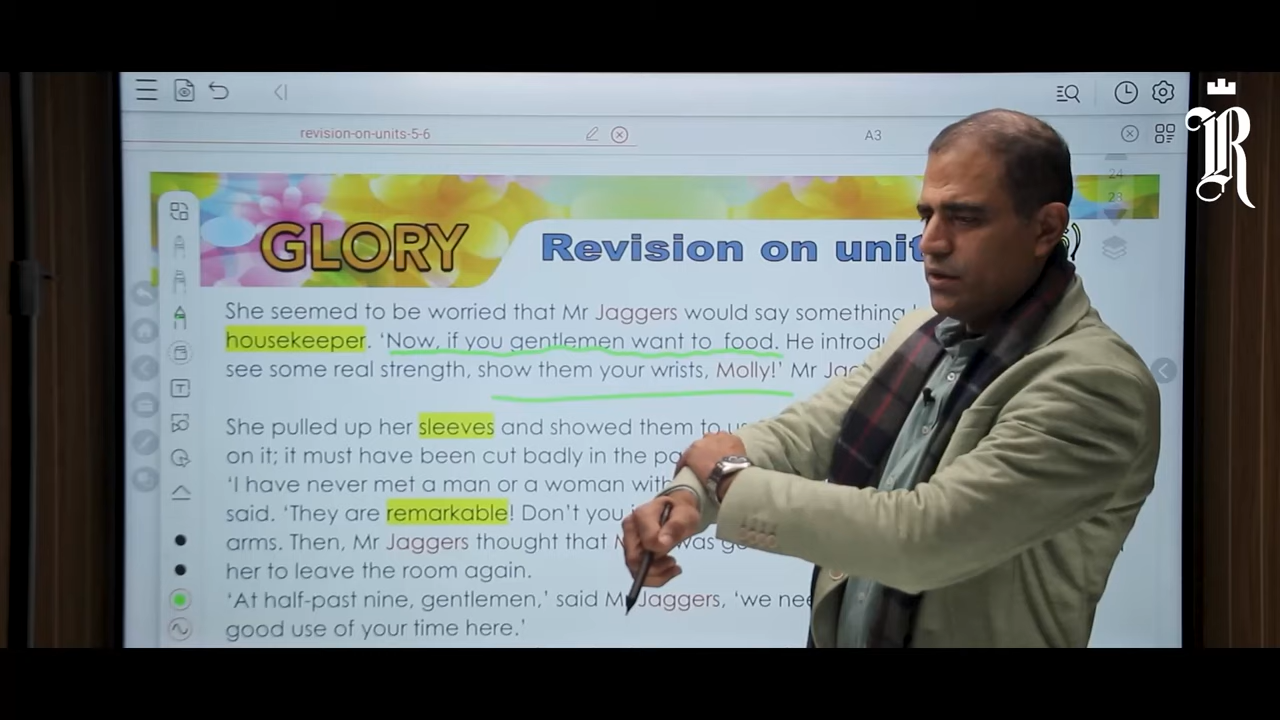 revision-on-units-5-6
A3
24
23
GLORY
Revision on unit
She seemed to be worried that Mr Jaggers would say something
housekeeper. ‘Now, if you gentlemen want to food. He introdu
see some real strength, show them your wrists, Molly!’ Mr Jag
She pulled up her sleeves and showed them to us
on it; it must have been cut badly in the pa
‘I have never met a man or a woman with
said. ‘They are remarkable! Don’t you
arms. Then, Mr Jaggers thought that was
her to leave the room again.
‘At half-past nine, gentlemen,’ said Mr Jaggers, ‘we nee
good use of your time here.’
R